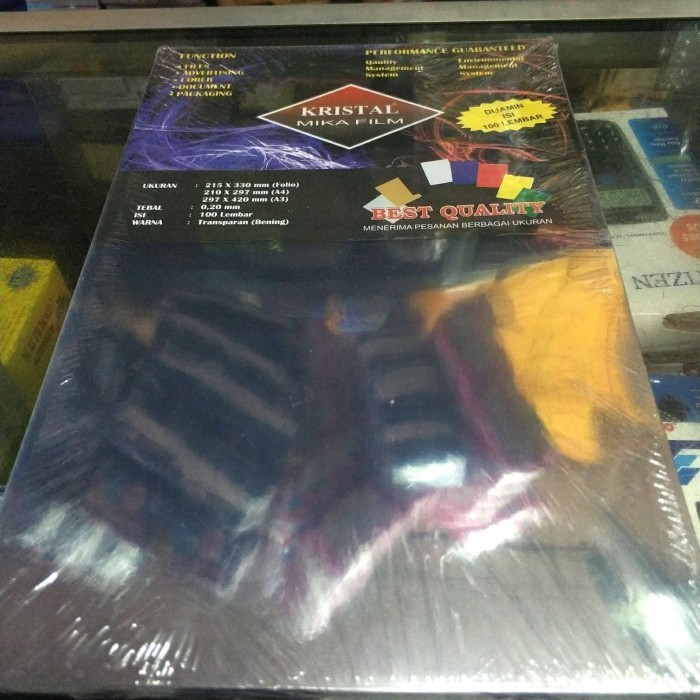 FUNCTION
FILES
ADVERTISING
COBER
DOCUMENT
PACKAGING
PERFORMANCE GUARANTEED
Quality
Management
System
Environmental
Management
System
KRISTAL
MIKA FILM
DIJAMIN
ISI
100 LEMBAR
UKURAN : 215 X 330 mm (Folio)
210 X 297 mm (A4)
297 X 420 mm (A3)
TEBAL : 0,20 mm
ISI : 100 Lembar
WARNA : Transparan (Bening)
BEST QUALITY
MENERIMA PESANAN BERBAGAI UKURAN